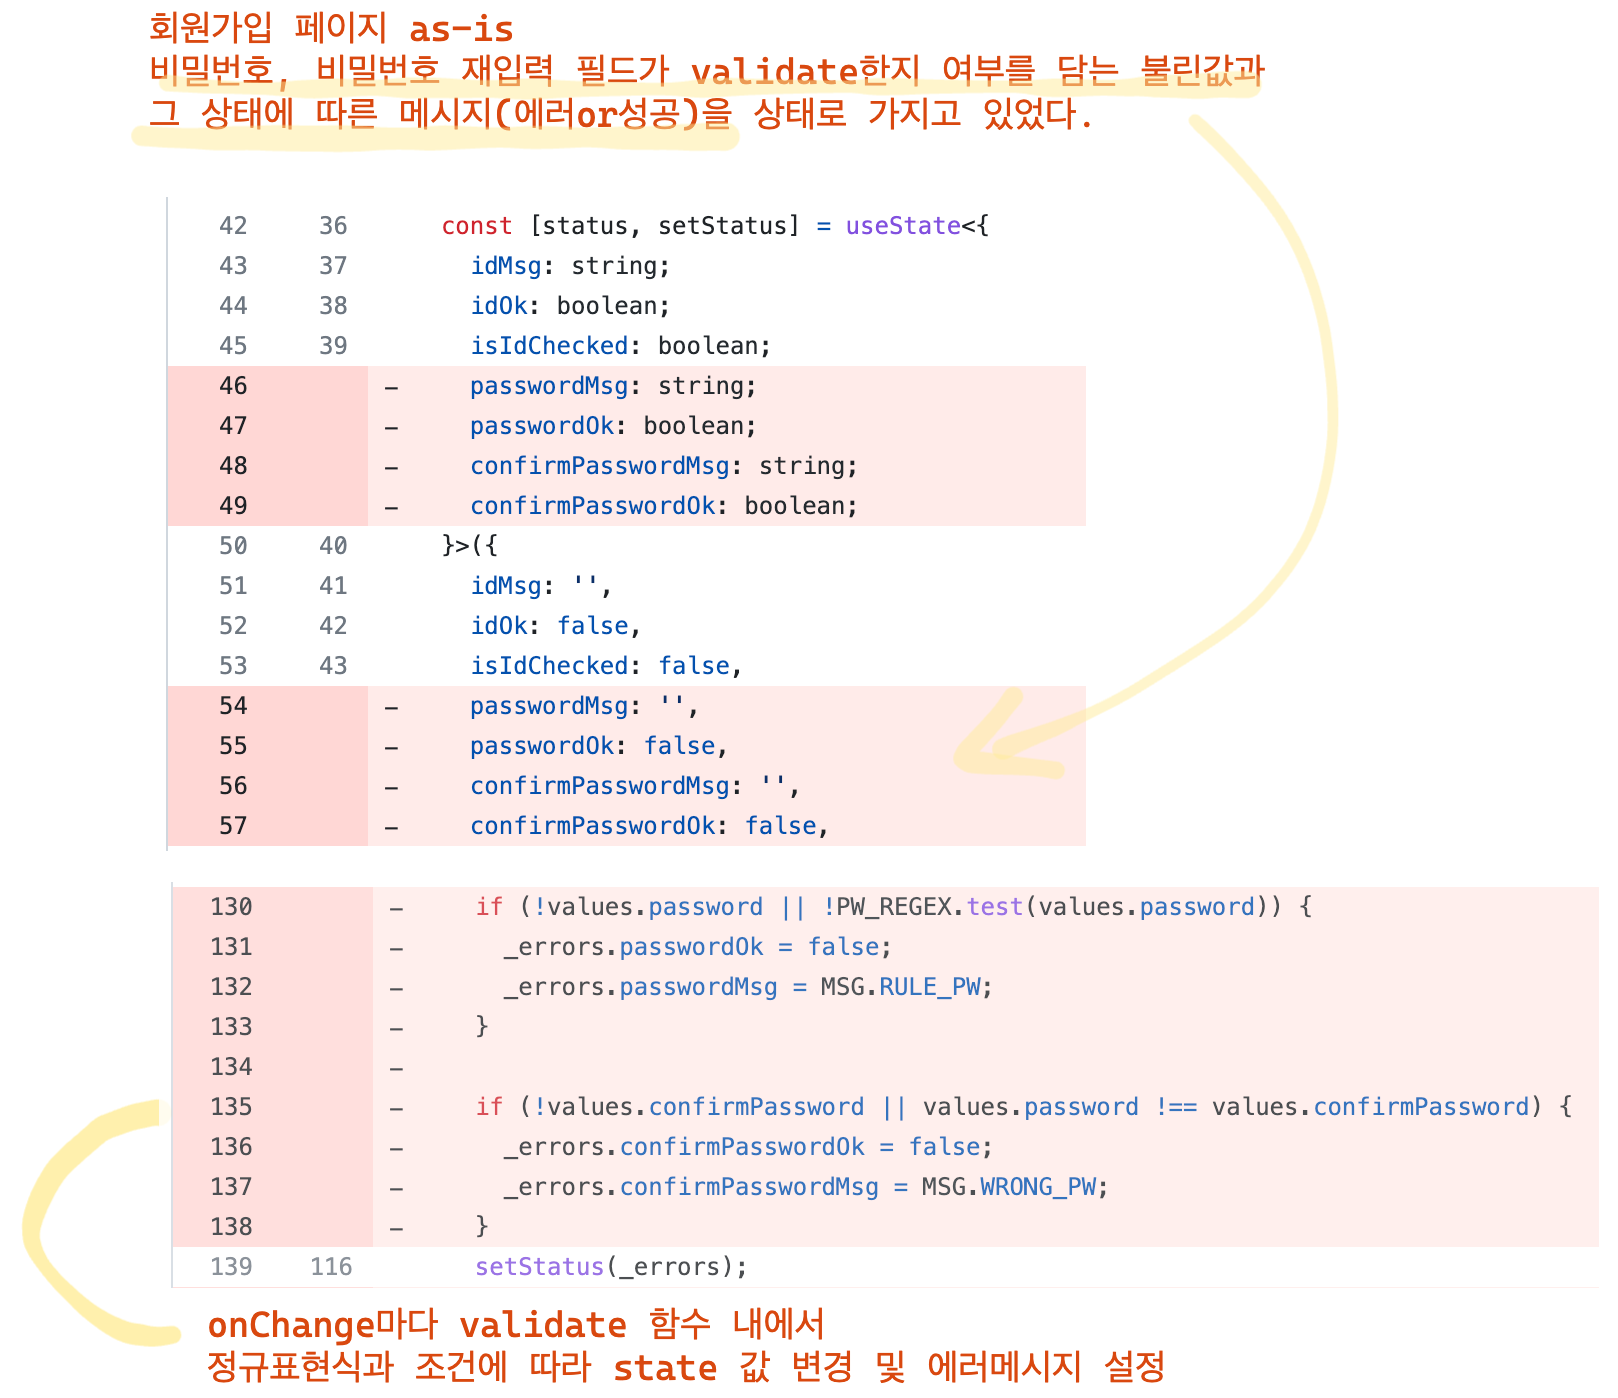 회원가입 페이지 as-is
비밀번호, 비밀번호 재입력 필드가 validate한지 여부를 담는 불린값과
그 상태에 따른 메시지(에러or성공)을 상태로 가지고 있었다.
42 36 const [status, setStatus] = useState<{
43 37 idMsg: string;
44 38 idOk: boolean;
45 39 isIdChecked: boolean;
46 - passwordMsg: string;
47 - passwordOk: boolean;
48 - confirmPasswordMsg: string;
49 - confirmPasswordOk: boolean;
50 40 }>({
51 41 idMsg: '',
52 42 idOk: false,
53 43 isIdChecked: false,
54 - passwordMsg: '',
55 - passwordOk: false,
56 - confirmPasswordMsg: '',
57 - confirmPasswordOk: false,
130 - if (!values.password || !PW_REGEX.test(values.password)) {
131 - _errors.passwordOk = false;
132 - _errors.passwordMsg = MSG.RULE_PW;
133 - }
134 -
135 - if (!values.confirmPassword || values.password !== values.confirmPassword) {
136 - _errors.confirmPasswordOk = false;
137 - _errors.confirmPasswordMsg = MSG.WRONG_PW;
138 - }
139 116 setStatus(_errors);
onChange마다 validate 함수 내에서
정규표현식과 조건에 따라 state 값 변경 및 에러메시지 설정